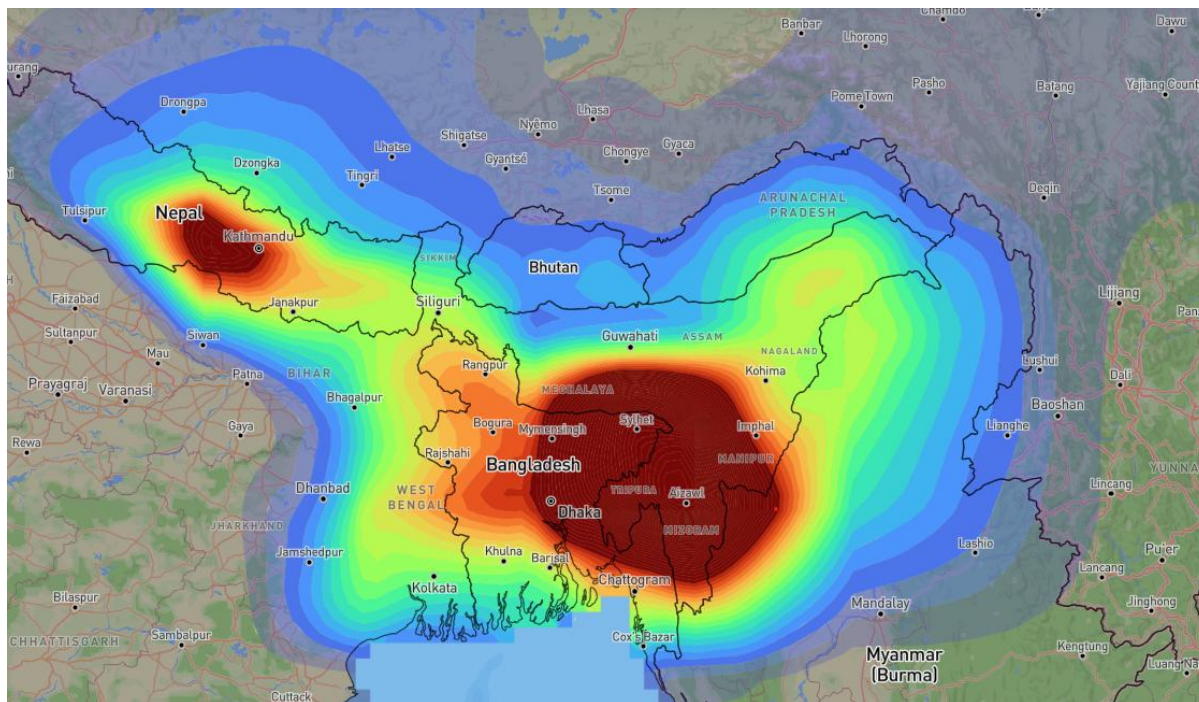 Banbar
Chamdo
Dawu
Lhorong
Pasho
Batang
Yajiang Count
Pome Town
Drongpa
Lhasa
Nyêmo
Shigatse
Lhatse
Gyantsé
Chongye
Gyaca
Dzongka
Tingri
Tsome
Deqin
Tulsipur
Nepal
ARUNACHAL
PRADESH
Kathmandu
SIKKIM
Bhutan
Faizabad
Janakpur
Siliguri
Lijiang
Sultanpur
Siwan
Guwahati
ASSAM
Mau
NAGALAND
Lushui
Rangpur
Kohima
Prayagraj
Varanasi
Patna
BIHAR
MEGHALAYA
Dali
Bhagalpur
Baoshan
Rewa
Gaya
Bogura
Mymensingh
Sylhet
Imphal
Lianghe
Rajshahi
Bangladesh
MANIPUR
YUNNA
Dhanbad
WEST
BENGAL
TRIPURA
Aizawl
Lincang
Dhaka
JHARKHAND
MIZORAM
Jamshedpur
Khulna
Barisal
Lashio
Pu'er
Kolkata
Chattogram
Lancang
Bilaspur
Mandalay
Jinghong
CHHATTISGARH
Sambalpur
Cox's Bazar
Myanmar
(Burma)
Kengtung
Luang Na
Cuttack